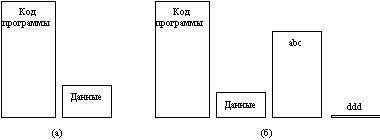 Код
программы
Данные
(а)
Код
программы
Данные
abc
ddd
(б)